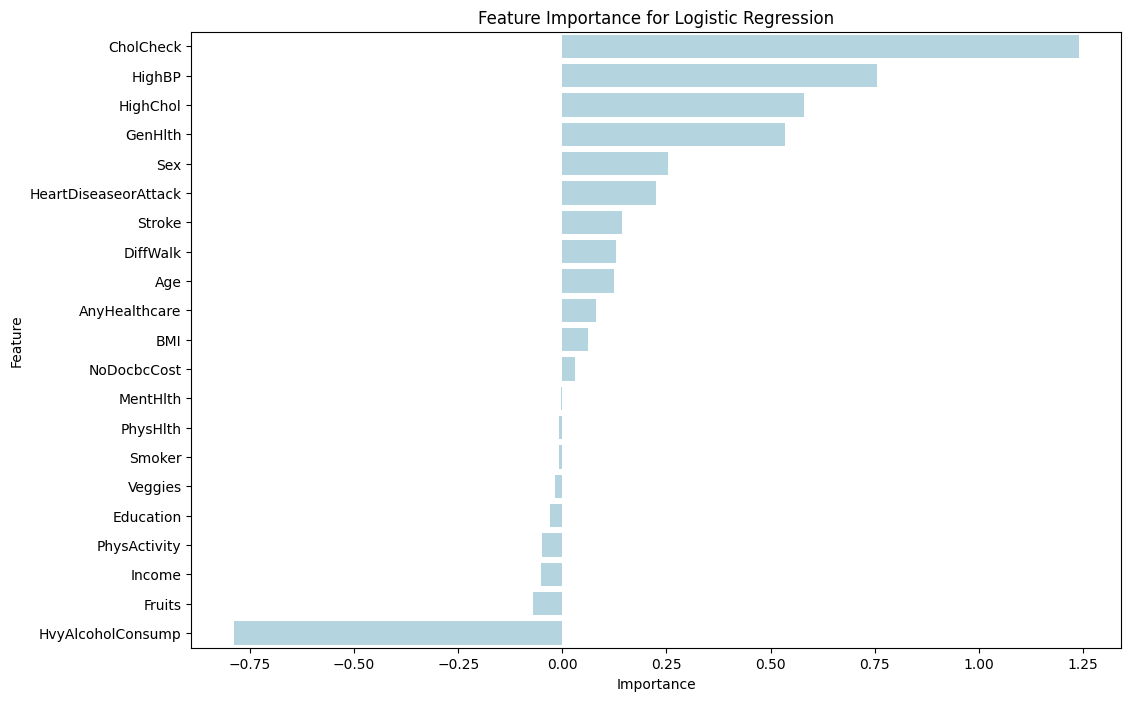 Feature Importance for Logistic Regression
CholCheck
HighBP
HighChol
GenHlth
Sex
HeartDiseaseorAttack
Stroke
DiffWalk
Age
AnyHealthcare
BMI
NoDocbcCost
MentHlth
PhysHlth
Smoker
Veggies
Education
PhysActivity
Income
Fruits
HvyAlcoholConsump
Feature
−0.75 −0.50 −0.25 0.00 0.25 0.50 0.75 1.00 1.25
Importance